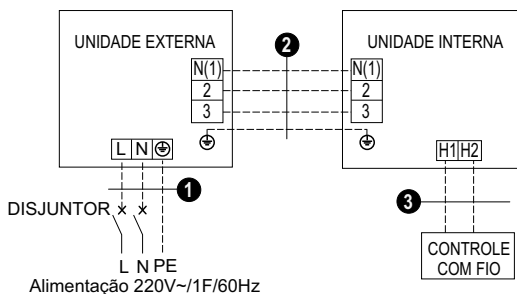 UNIDADE EXTERNA
N(1)
2
3
L N
2
UNIDADE INTERNA
N(1)
2
3
H1 H2
1
DISJUNTOR
L N PE
Alimentação 220V~/1F/60Hz
3
CONTROLE
COM FIO